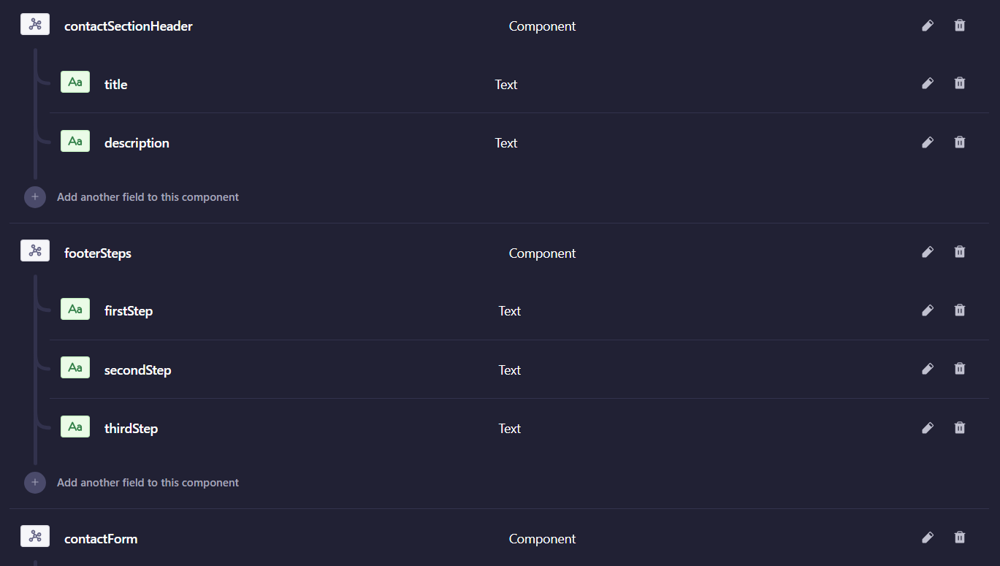 contactSectionHeader Component
Aa title Text
Aa description Text
+ Add another field to this component
footerSteps Component
Aa firstStep Text
Aa secondStep Text
Aa thirdStep Text
+ Add another field to this component
contactForm Component